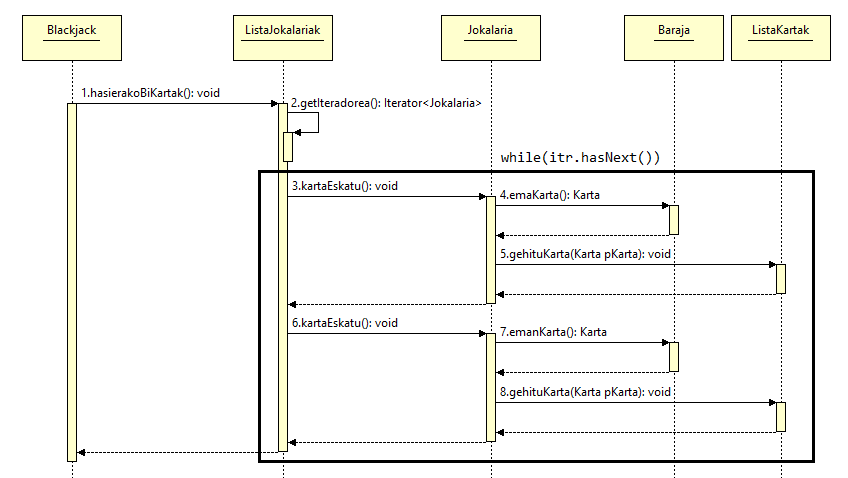 Blackjack
ListaJokalariak
Jokalaria
Baraja
ListaKartak
1.hasierakoBiKartak(): void
2.getIteradorea(): Iterator<Jokalaria>
while(itr.hasNext())
3.kartaEskatu(): void
4.emaKarta(): Karta
5.gehituKarta(Karta pKarta): void
6.kartaEskatu(): void
7.emanKarta(): Karta
8.gehituKarta(Karta pKarta): void